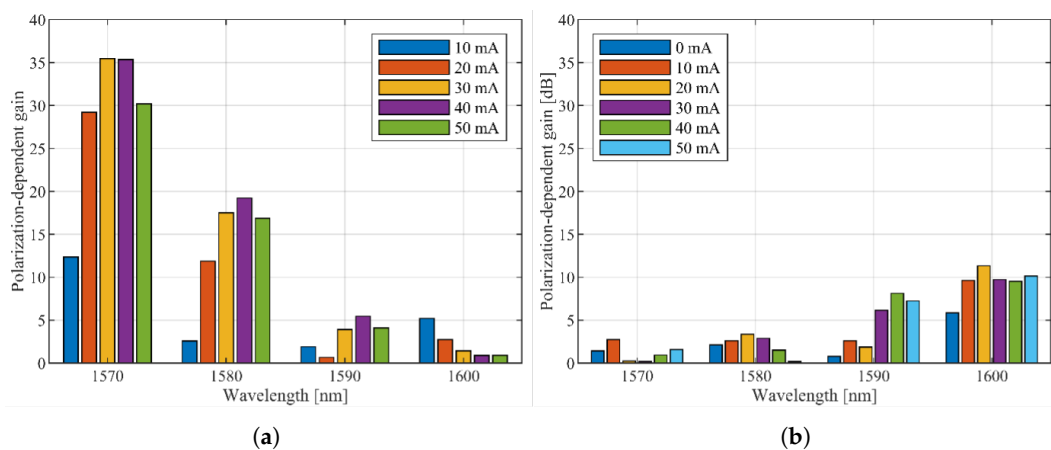 40
35
30
25
20
15
10
5
0
Polarization-dependent gain
10 mA
20 mA
30 mA
40 mA
50 mA
1570
1580
1590
1600
Wavelength [nm]
(a)
40
35
30
25
20
15
10
5
0
Polarization-dependent gain [dB]
0 mA
10 mA
20 mA
30 mA
40 mA
50 mA
1570
1580
1590
1600
Wavelength [nm]
(b)